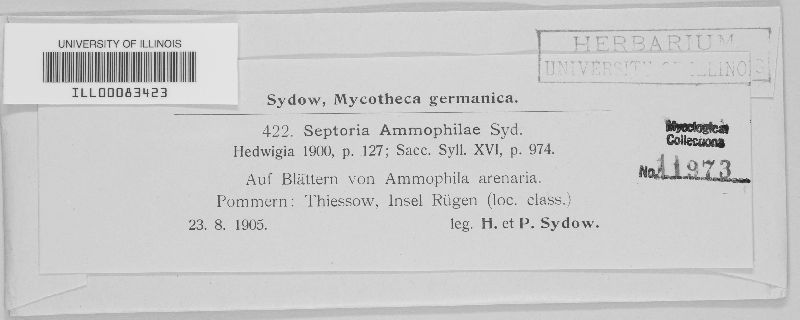 UNIVERSITY OF ILLINOIS
ILL00083423
HERBARIUM
UNIVERSITY OF ILLINOIS
Sydow, Mycotheca germanica.
422. Septoria Ammophilae Syd.
Hedwigia 1900, p. 127; Sacc. Syll. XVI, p. 974.
Auf Blättern von Ammophila arenaria.
Pommern: Thiessow, Insel Rügen (loc. class.)
23. 8. 1905. leg. H. et P. Sydow.
Mycological
Collections
No. 11973